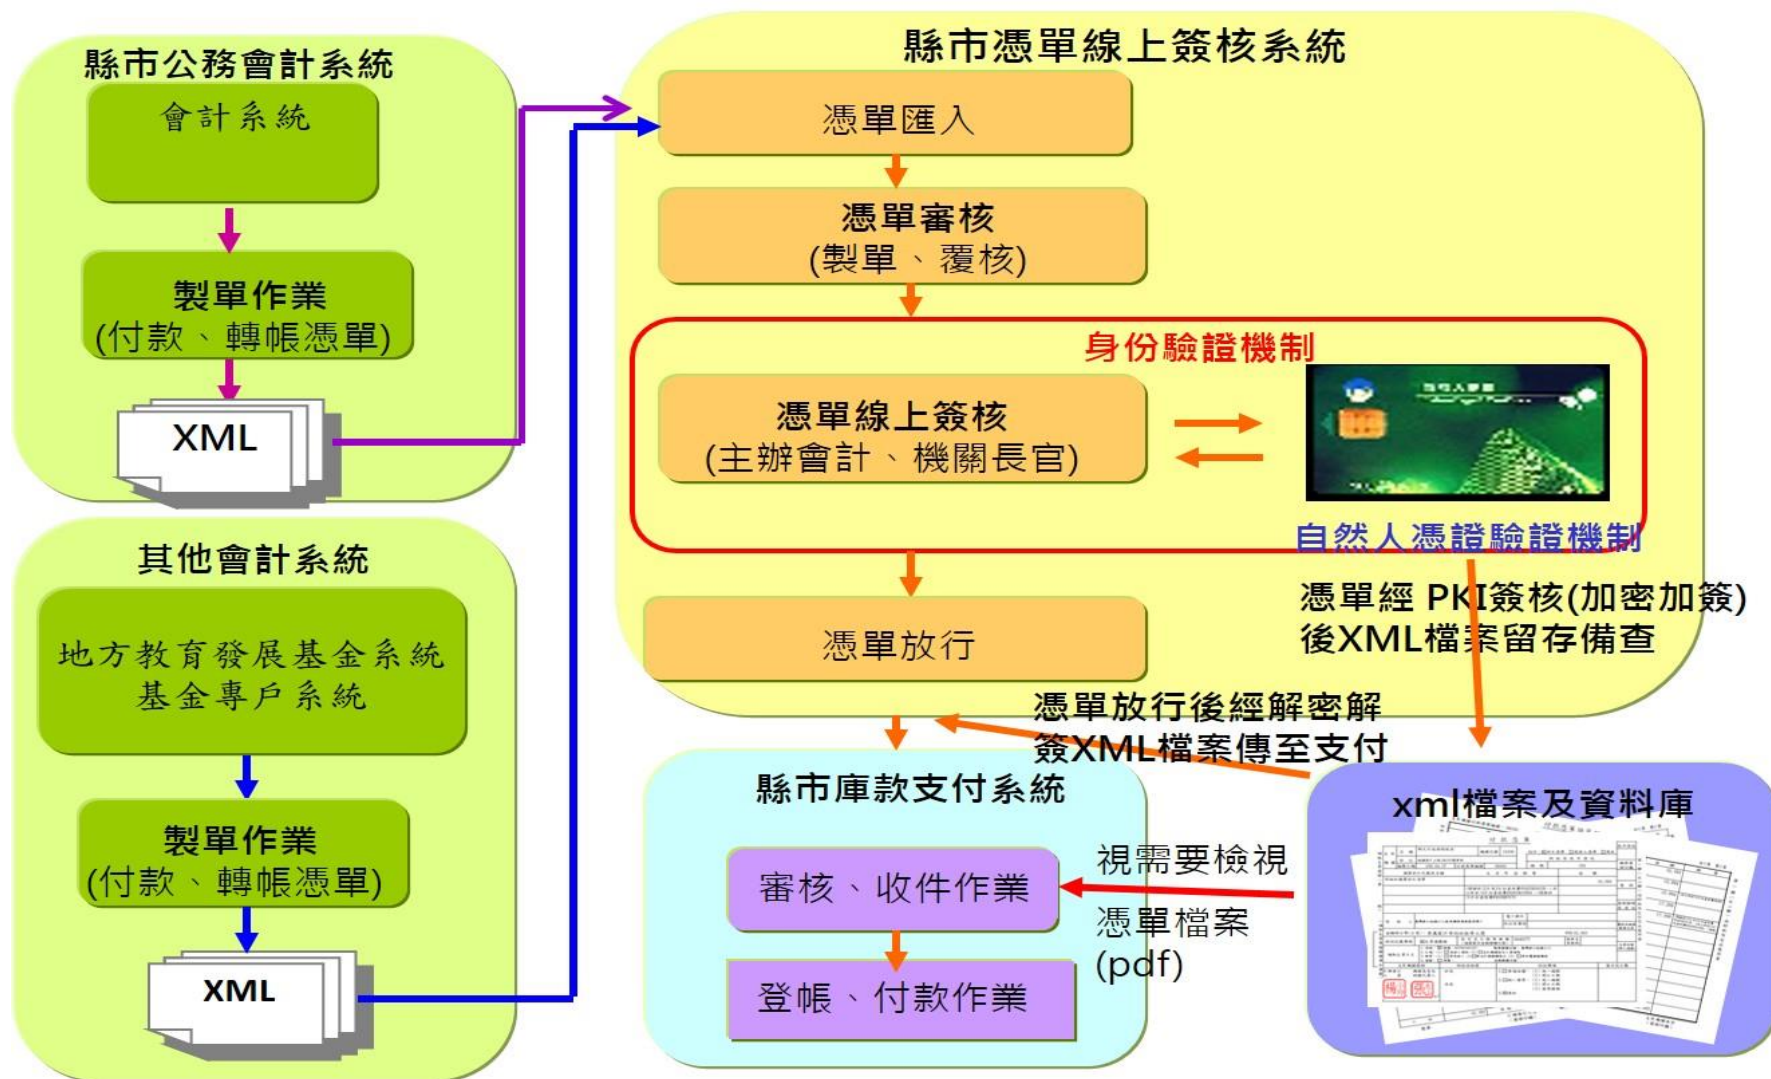 縣市公務會計系統
會計系統
製單作業
(付款、轉帳憑單)
XML
其他會計系統
地方教育發展基金系統
基金專戶系統
製單作業
(付款、轉帳憑單)
XML
縣市憑單線上簽核系統
憑單匯入
憑單審核
(製單、覆核)
身份驗證機制
憑單線上簽核
(主辦會計、機關長官)
自然人憑證驗證機制
憑單經 PKI簽核(加密加簽)
後XML檔案留存備查
憑單放行
憑單放行後經解密解
簽XML檔案傳至支付
縣市庫款支付系統
審核、收件作業
登帳、付款作業
視需要檢視
憑單檔案
(pdf)
xml檔案及資料庫